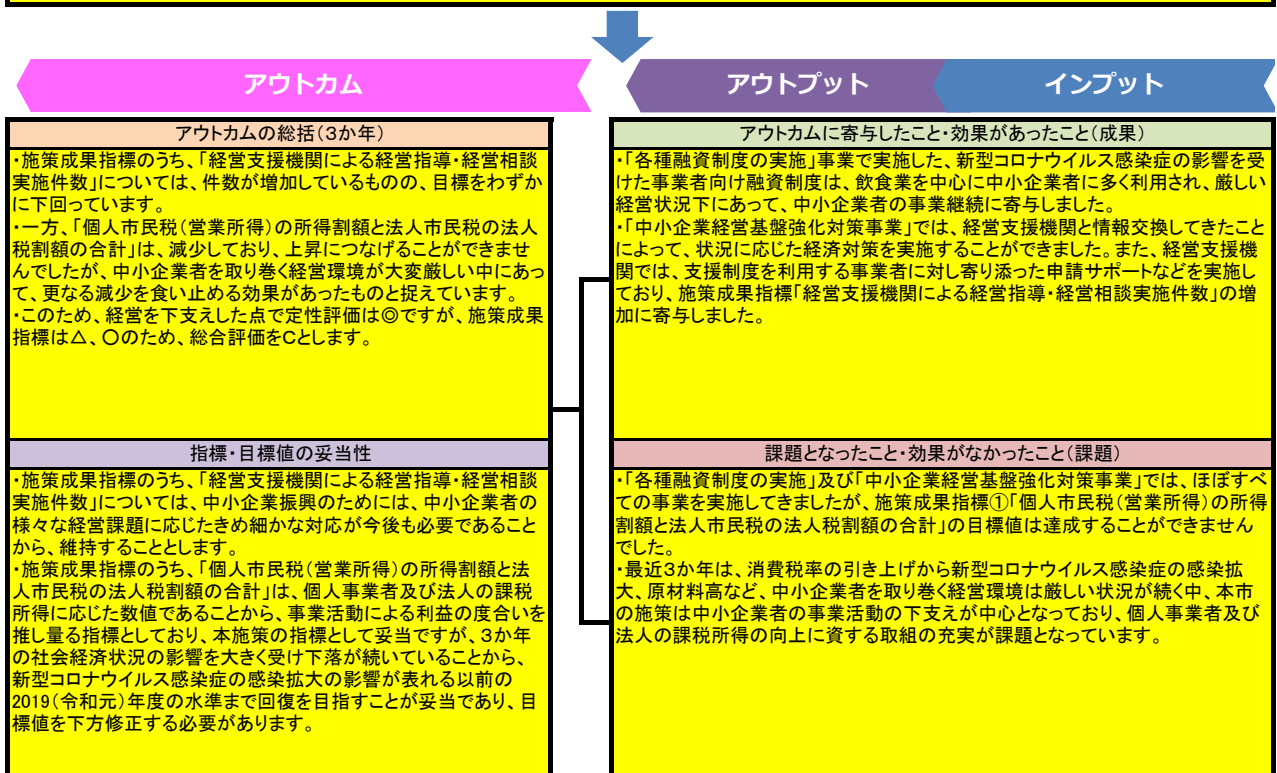 アウトカム
アウトプット
インプット
アウトカムの総括(3か年)
・施策成果指標のうち、「経営支援機関による経営指導・経営相談
実施件数」については、件数が増加しているものの、目標をわずか
に下回っています。
・一方、「個人市民税(営業所得)の所得割額と法人市民税の法人
税割額の合計」は、減少しており、上昇につなげることができませ
んでしたが、中小企業者を取り巻く経営環境が大変厳しい中にあっ
て、更なる減少を食い止める効果があったものと捉えています。
・このため、経営を下支えした点で定性評価は◎ですが、施策成果
指標は△、〇のため、総合評価をCとします。
指標・目標値の妥当性
・施策成果指標のうち、「経営支援機関による経営指導・経営相談
実施件数」については、中小企業振興のためには、中小企業者の
様々な経営課題に応じたきめ細かな対応が今後も必要であること
から、維持することとします。
・施策成果指標のうち、「個人市民税(営業所得)の所得割額と法
人市民税の法人税割額の合計」は、個人事業者及び法人の課税
所得に応じた数値であることから、事業活動による利益の度合いを
推し量る指標としており、本施策の指標として妥当ですが、3か年
の社会経済状況の影響を大きく受け下落が続いていることから、
新型コロナウイルス感染症の感染拡大の影響が表れる以前の
2019(令和元)年度の水準まで回復を目指すことが妥当であり、目
標値を下方修正する必要があります。
アウトカムに寄与したこと・効果があったこと(成果)
・「各種融資制度の実施」事業で実施した、新型コロナウイルス感染症の影響を受
けた事業者向け融資制度は、飲食業を中心に中小企業者に多く利用され、厳しい
経営状況下にあって、中小企業者の事業継続に寄与しました。
・「中小企業経営基盤強化対策事業」では、経営支援機関と情報交換してきたこと
によって、状況に応じた経済対策を実施することができました。また、経営支援機
関では、支援制度を利用する事業者に対し寄り添った申請サポートなどを実施し
ており、施策成果指標「経営支援機関による経営指導・経営相談実施件数」の増
加に寄与しました。
課題となったこと・効果がなかったこと(課題)
・「各種融資制度の実施」及び「中小企業経営基盤強化対策事業」では、ほぼすべ
ての事業を実施してきましたが、施策成果指標①「個人市民税(営業所得)の所得
割額と法人市民税の法人税割額の合計」の目標値は達成することができません
でした。
・最近3か年は、消費税率の引き上げから新型コロナウイルス感染症の感染拡
大、原材料高など、中小企業者を取り巻く経営環境は厳しい状況が続く中、本市
の施策は中小企業者の事業活動の下支えが中心となっており、個人事業者及び
法人の課税所得の向上に資する取組の充実が課題となっています。